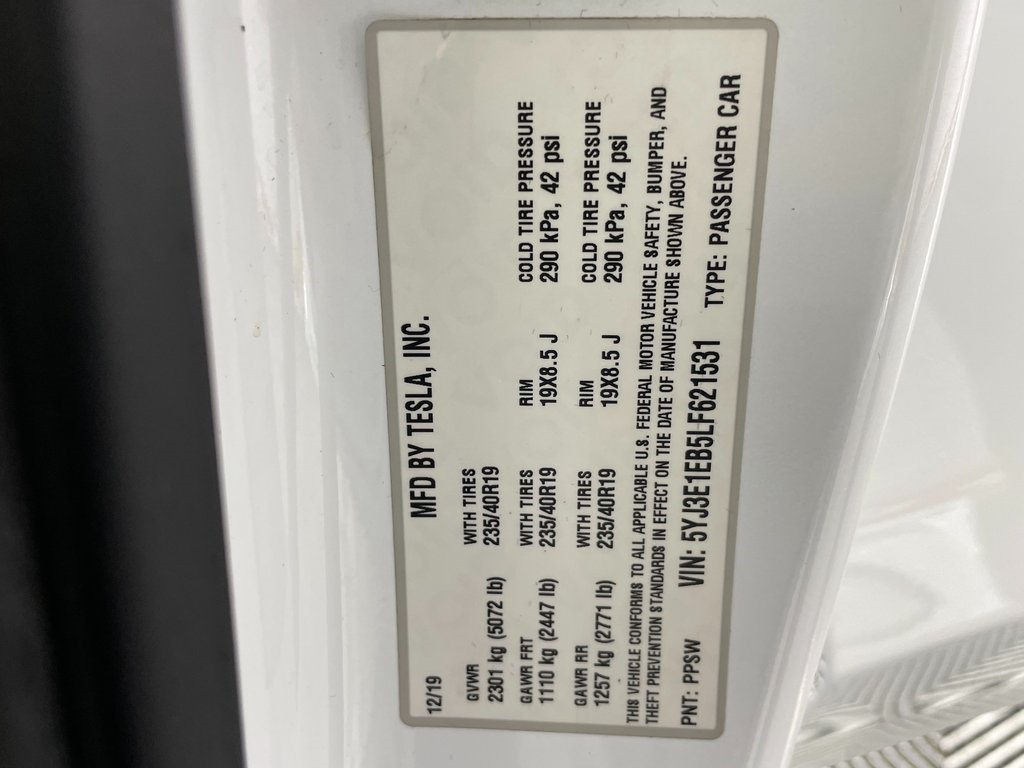 MFD BY TESLA, INC.
12/19
GVWR WITH TIRES
2301 kg (5072 lb) 235/40R19
GAWR FRT WITH TIRES RIM COLD TIRE PRESSURE
1110 kg (2447 lb) 235/40R19 19X8.5 J 290 kPa, 42 psi
GAWR RR WITH TIRES RIM COLD TIRE PRESSURE
1257 kg (2771 lb) 235/40R19 19X8.5 J 290 kPa, 42 psi
THIS VEHICLE CONFORMS TO ALL APPLICABLE U.S. FEDERAL MOTOR VEHICLE SAFETY, BUMPER, AND
THEFT PREVENTION STANDARDS IN EFFECT ON THE DATE OF MANUFACTURE SHOWN ABOVE.
PNT: PPSW VIN: 5YJ3E1EB5LF621531 TYPE: PASSENGER CAR